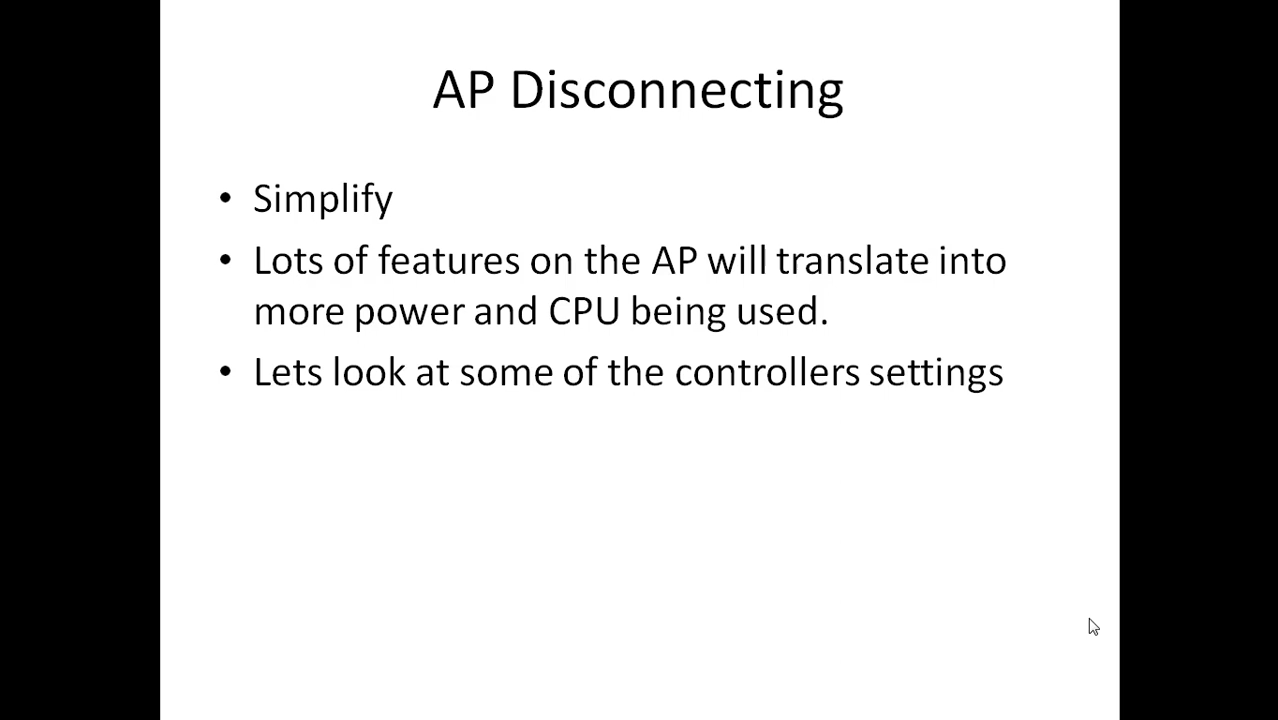 AP Disconnecting
• Simplify
• Lots of features on the AP will translate into
more power and CPU being used.
• Lets look at some of the controllers settings